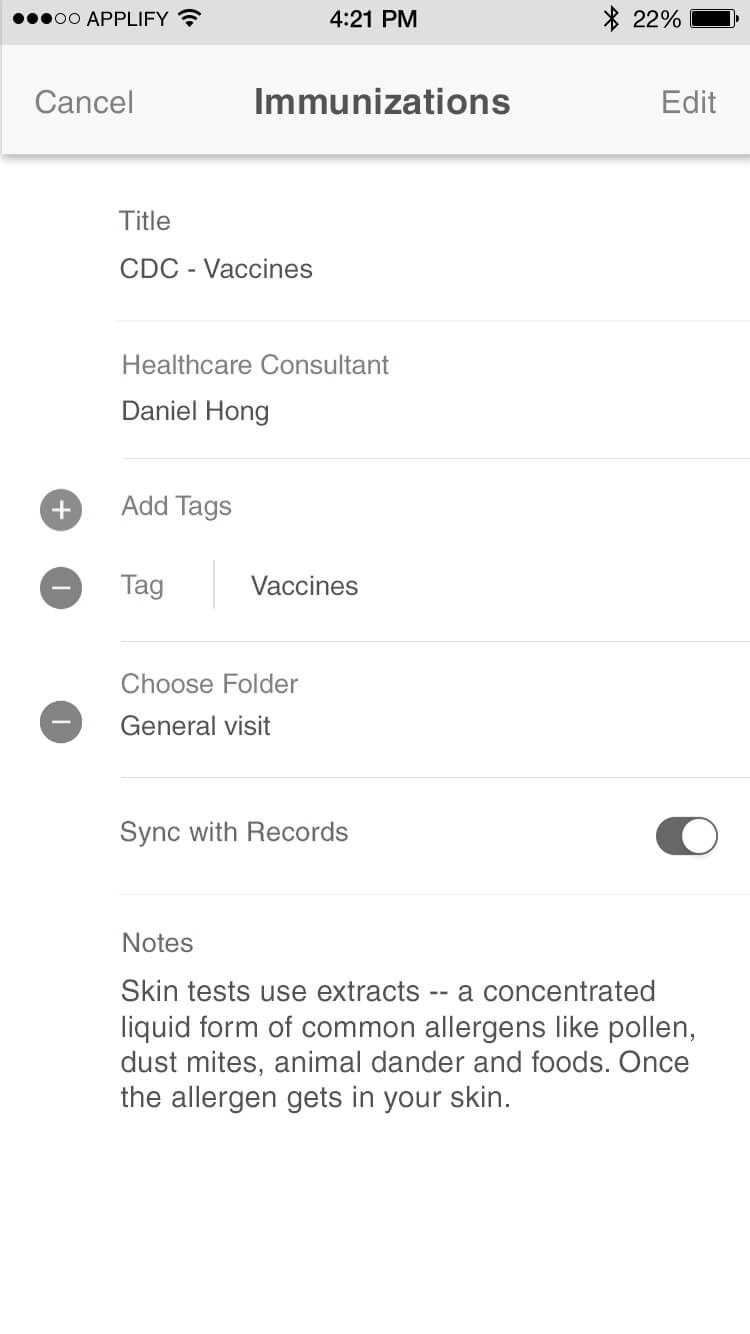 APPLIFY 4:21 PM 22%
Cancel Immunizations Edit
Title
CDC - Vaccines
Healthcare Consultant
Daniel Hong
Add Tags
Tag Vaccines
Choose Folder
General visit
Sync with Records
Notes
Skin tests use extracts -- a concentrated
liquid form of common allergens like pollen,
dust mites, animal dander and foods. Once
the allergen gets in your skin.